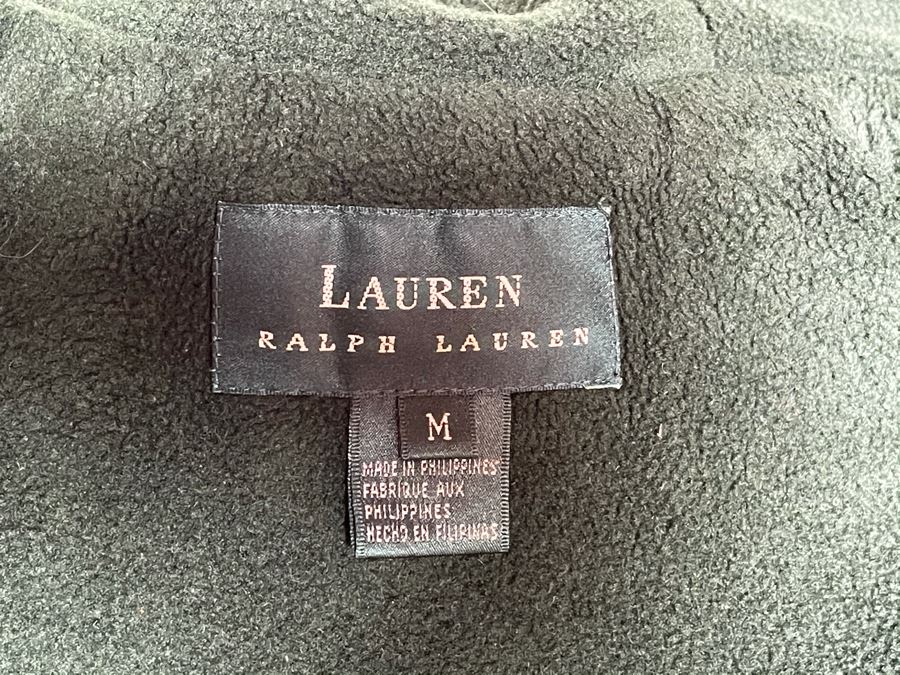 LAUREN
RALPH LAUREN
M
MADE IN PHILIPPINES
FABRIQUE AUX
PHILIPPINES
HECHO EN FILIPINAS